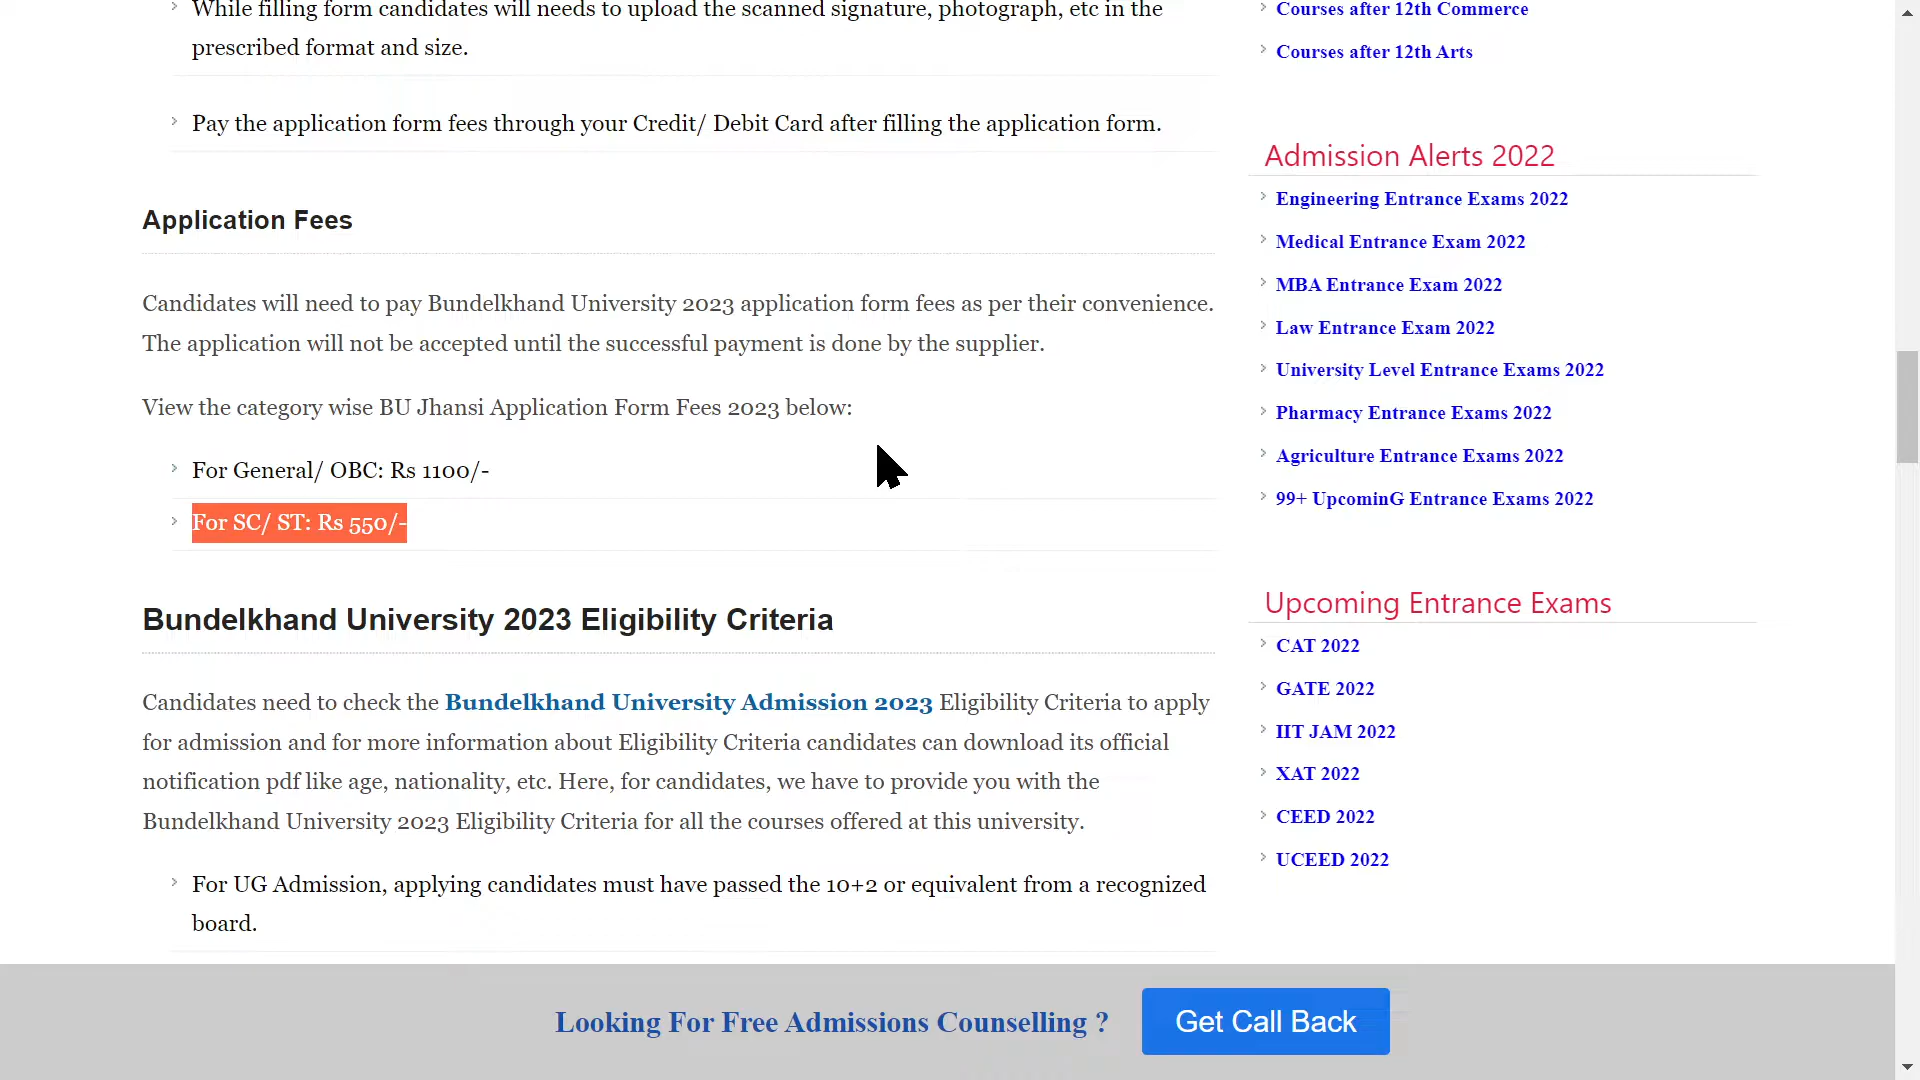 While filling form candidates will needs to upload the scanned signature, photograph, etc in the
prescribed format and size.
Pay the application form fees through your Credit/ Debit Card after filling the application form.
Application Fees
Candidates will need to pay Bundelkhand University 2023 application form fees as per their convenience.
The application will not be accepted until the successful payment is done by the supplier.
View the category wise BU Jhansi Application Form Fees 2023 below:
For General/ OBC: Rs 1100/-
For SC/ ST: Rs 550/-
Bundelkhand University 2023 Eligibility Criteria
Candidates need to check the Bundelkhand University Admission 2023 Eligibility Criteria to apply
for admission and for more information about Eligibility Criteria candidates can download its official
notification pdf like age, nationality, etc. Here, for candidates, we have to provide you with the
Bundelkhand University 2023 Eligibility Criteria for all the courses offered at this university.
For UG Admission, applying candidates must have passed the 10+2 or equivalent from a recognized
board.
Courses after 12th Commerce
Courses after 12th Arts
Admission Alerts 2022
Engineering Entrance Exams 2022
Medical Entrance Exam 2022
MBA Entrance Exam 2022
Law Entrance Exam 2022
University Level Entrance Exams 2022
Pharmacy Entrance Exams 2022
Agriculture Entrance Exams 2022
99+ UpcominG Entrance Exams 2022
Upcoming Entrance Exams
CAT 2022
GATE 2022
IIT JAM 2022
XAT 2022
CEED 2022
UCEED 2022
Looking For Free Admissions Counselling ?
Get Call Back